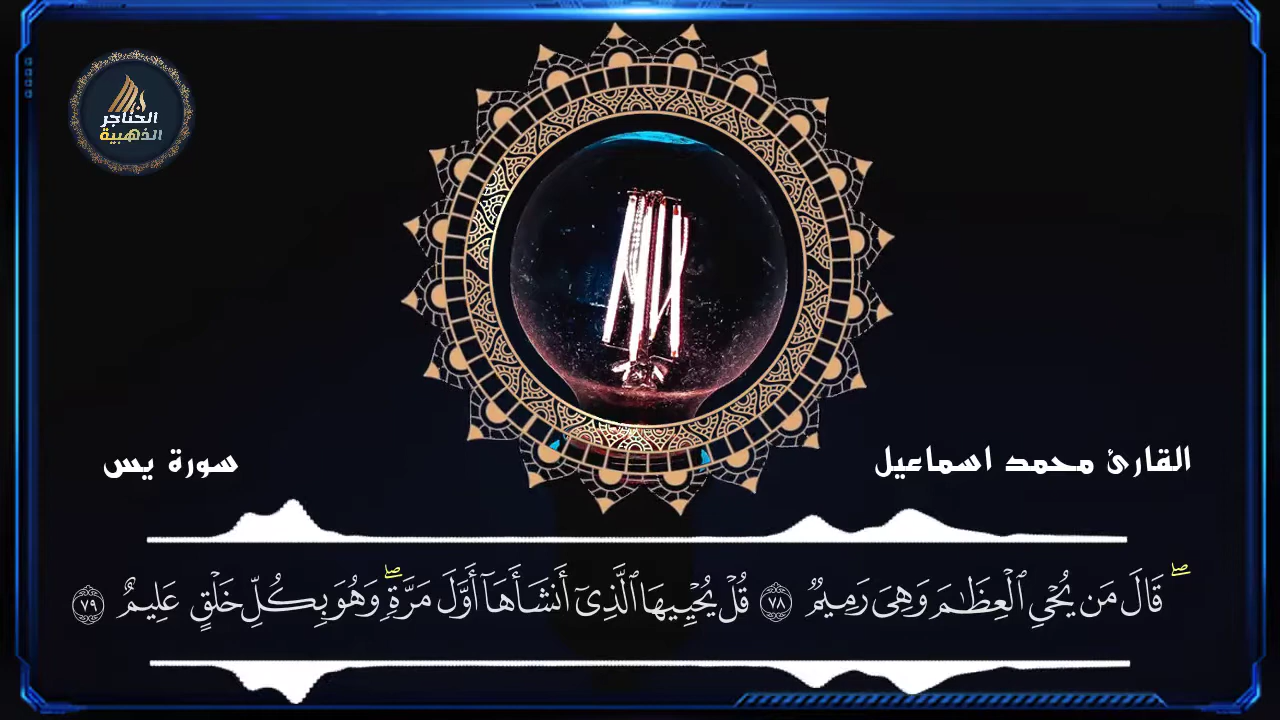 الخناجر
الذهبية
القارئ محمد اسماعيل
سورة يس
ۖ قَالَ مَن يُحْىِ ٱلْعِظَٰمَ وَهِىَ رَمِيمٌ ٧٨ قُلْ يُحْيِيهَا ٱلَّذِىٓ أَنشَأَهَآ أَوَّلَ مَرَّةٍ ۖ وَهُوَ بِكُلِّ خَلْقٍ عَلِيمٌ ٧٩